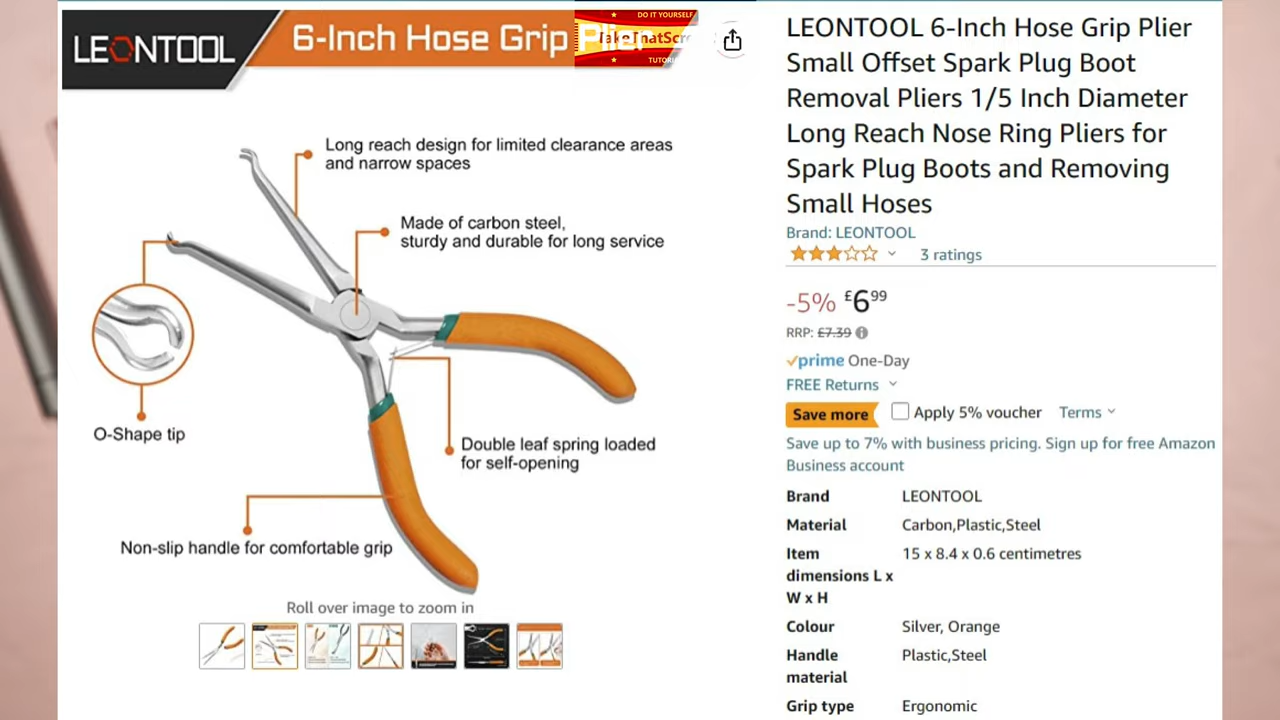 LEONTOOL
6-Inch Hose Grip Plier
DO IT YOURSELF
TUTOR
Long reach design for limited clearance areas
and narrow spaces
Made of carbon steel,
sturdy and durable for long service
O-Shape tip
Double leaf spring loaded
for self-opening
Non-slip handle for comfortable grip
Roll over image to zoom in
LEONTOOL 6-Inch Hose Grip Plier
Small Offset Spark Plug Boot
Removal Pliers 1/5 Inch Diameter
Long Reach Nose Ring Pliers for
Spark Plug Boots and Removing
Small Hoses
Brand: LEONTOOL
3 ratings
-5% £6.99
RRP: £7.39
prime One-Day
FREE Returns
Save more Apply 5% voucher Terms
Save up to 7% with business pricing. Sign up for free Amazon
Business account
Brand LEONTOOL
Material Carbon,Plastic,Steel
Item 15 x 8.4 x 0.6 centimetres
dimensions L x
W x H
Colour Silver, Orange
Handle Plastic,Steel
material
Grip type Ergonomic